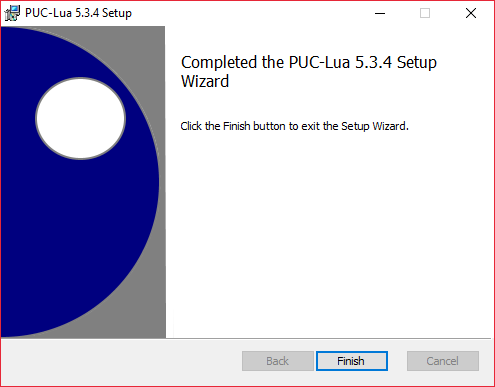 PUC-Lua 5.3.4 Setup
Completed the PUC-Lua 5.3.4 Setup
Wizard
Click the Finish button to exit the Setup Wizard.
Back Finish Cancel